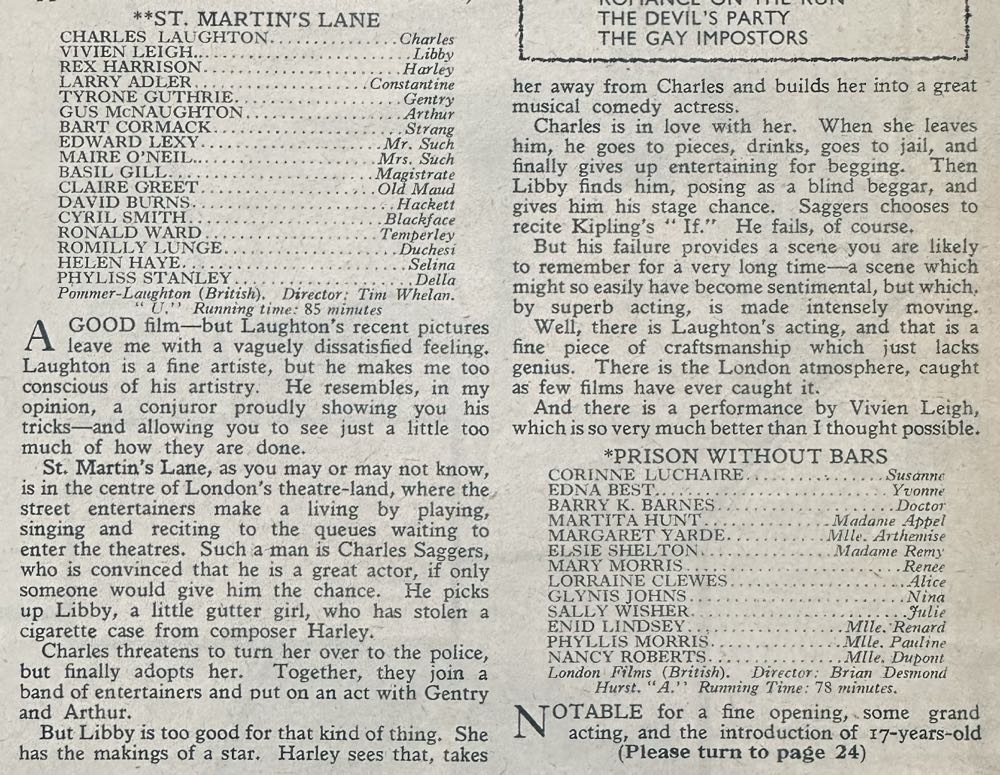 **ST. MARTIN'S LANE
CHARLES LAUGHTON..............Charles
VIVIEN LEIGH..............Libby
REX HARRISON..............Harley
LARRY ADLER..............Constantine
TYRONE GUTHRIE..............Gentry
GUS McNAUGHTON..............Arthur
BART CORMACK..............Strang
EDWARD LEXY..............Mr. Such
MAIRE O'NEIL..............Mrs. Such
BASIL GILL..............Magistrate
CLAIRE GREET..............Old Maud
DAVID BURNS..............Hackett
CYRIL SMITH..............Blackface
RONALD WARD..............Temperley
ROMILLY LUNGE..............Duchesi
HELEN HAYE..............Selina
PHYLISS STANLEY..............Della
Pommer-Laughton (British). Director: Tim Whelan.
"U." Running time: 85 minutes
A GOOD film—but Laughton's recent pictures
leave me with a vaguely dissatisfied feeling.
Laughton is a fine artiste, but he makes me too
conscious of his artistry. He resembles, in my
opinion, a conjuror proudly showing you his
tricks—and allowing you to see just a little too
much of how they are done.
St. Martin's Lane, as you may or may not know,
is in the centre of London's theatre-land, where the
street entertainers make a living by playing,
singing and reciting to the queues waiting to
enter the theatres. Such a man is Charles Saggers,
who is convinced that he is a great actor, if only
someone would give him the chance. He picks
up Libby, a little gutter girl, who has stolen a
cigarette case from composer Harley.
Charles threatens to turn her over to the police,
but finally adopts her. Together, they join a
band of entertainers and put on an act with Gentry
and Arthur.
But Libby is too good for that kind of thing. She
has the makings of a star. Harley sees that, takes
ROMANCE ON THE RUN
THE DEVIL'S PARTY
THE GAY IMPOSTORS
her away from Charles and builds her into a great
musical comedy actress.
Charles is in love with her. When she leaves
him, he goes to pieces, drinks, goes to jail, and
finally gives up entertaining for begging. Then
Libby finds him, posing as a blind beggar, and
gives him his stage chance. Saggers chooses to
recite Kipling's "If." He fails, of course.
But his failure provides a scene you are likely
to remember for a very long time—a scene which
might so easily have become sentimental, but which,
by superb acting, is made intensely moving.
Well, there is Laughton's acting, and that is a
fine piece of craftsmanship which just lacks
genius. There is the London atmosphere, caught
as few films have ever caught it.
And there is a performance by Vivien Leigh,
which is so very much better than I thought possible.
*PRISON WITHOUT BARS
CORINNE LUCHAIRE..............Susanne
EDNA BEST..............Yvonne
BARRY K. BARNES..............Doctor
MARTITA HUNT..............Madame Appel
MARGARET YARDE..............Mlle. Arthemise
ELSIE SHELTON..............Madame Remy
MARY MORRIS..............Renee
LORRAINE CLEWES..............Alice
GLYNIS JOHNS..............Nina
SALLY WISHER..............Julie
ENID LINDSEY..............Mlle. Renard
PHYLLIS MORRIS..............Mlle. Pauline
NANCY ROBERTS..............Mlle. Dupont
London Films (British). Director: Brian Desmond
Hurst. "A." Running Time: 78 minutes.
NOTABLE for a fine opening, some grand
acting, and the introduction of 17-years-old
(Please turn to page 24)